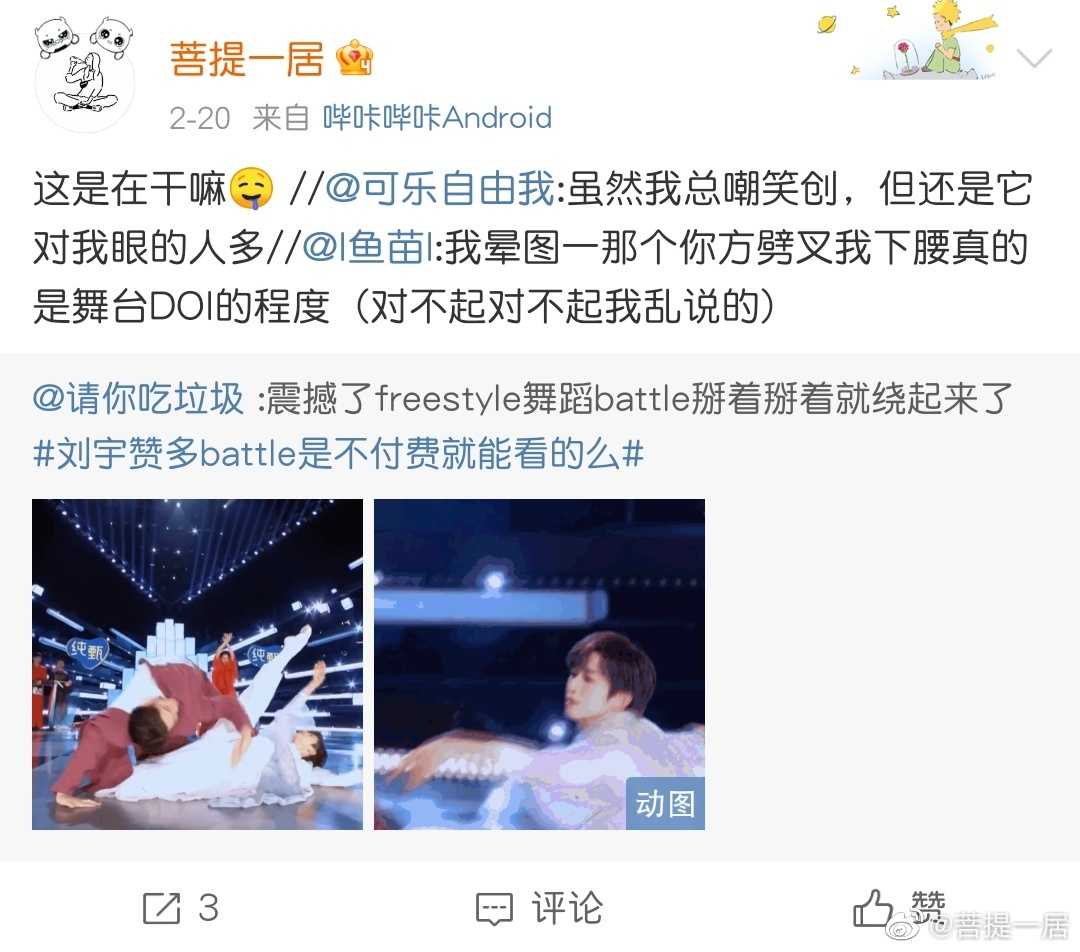 菩提一居
4
2-20 来自 哔咔哔咔Android
这是在干嘛🤤 //@可乐自由我:虽然我总嘲笑创，但还是它
对我眼的人多//@l鱼苗l:我晕图一那个你方劈叉我下腰真的
是舞台DOI的程度（对不起对不起我乱说的）
@请你吃垃圾 :震撼了freestyle舞蹈battle掰着掰着就绕起来了
#刘宇赞多battle是不付费就能看的么#
纯甄
纯甄
动图
3 评论 赞
@菩提一居